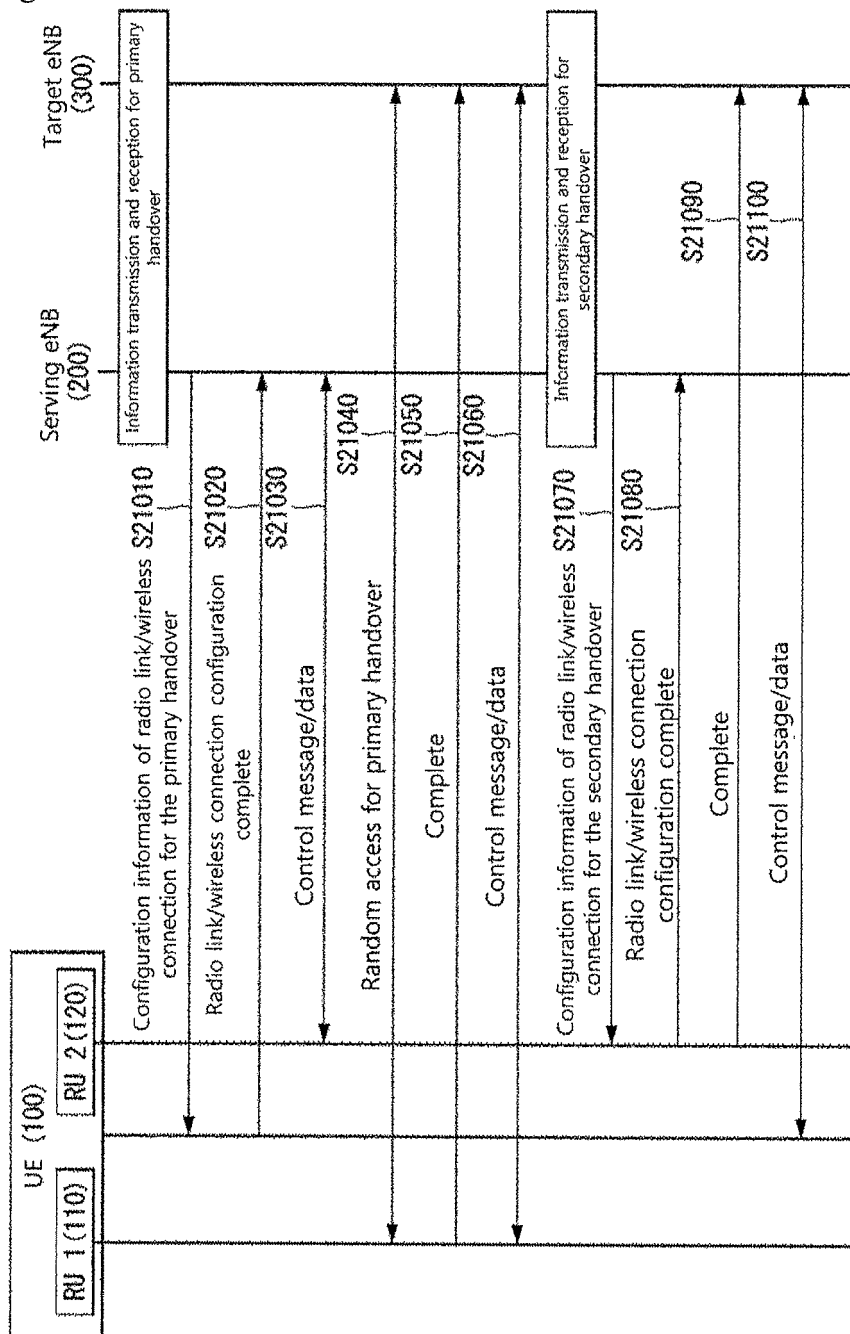 UE (100)
RU 1(110)
RU 2(120)
Serving eNB
(200)
Target eNB
(300)
Information transmission and reception for primary
handover
Configuration information of radio link/wireless
connection for the primary handover
S21010
Radio link/wireless connection configuration
complete
S21020
Control message/data
S21030
Random access for primary handover
S21040
Complete
S21050
Control message/data
S21060
Information transmission and reception for
secondary handover
Configuration information of radio link/wireless
connection for the secondary handover
S21070
Radio link/wireless connection
configuration complete
S21080
Complete
S21090
Control message/data
S21100